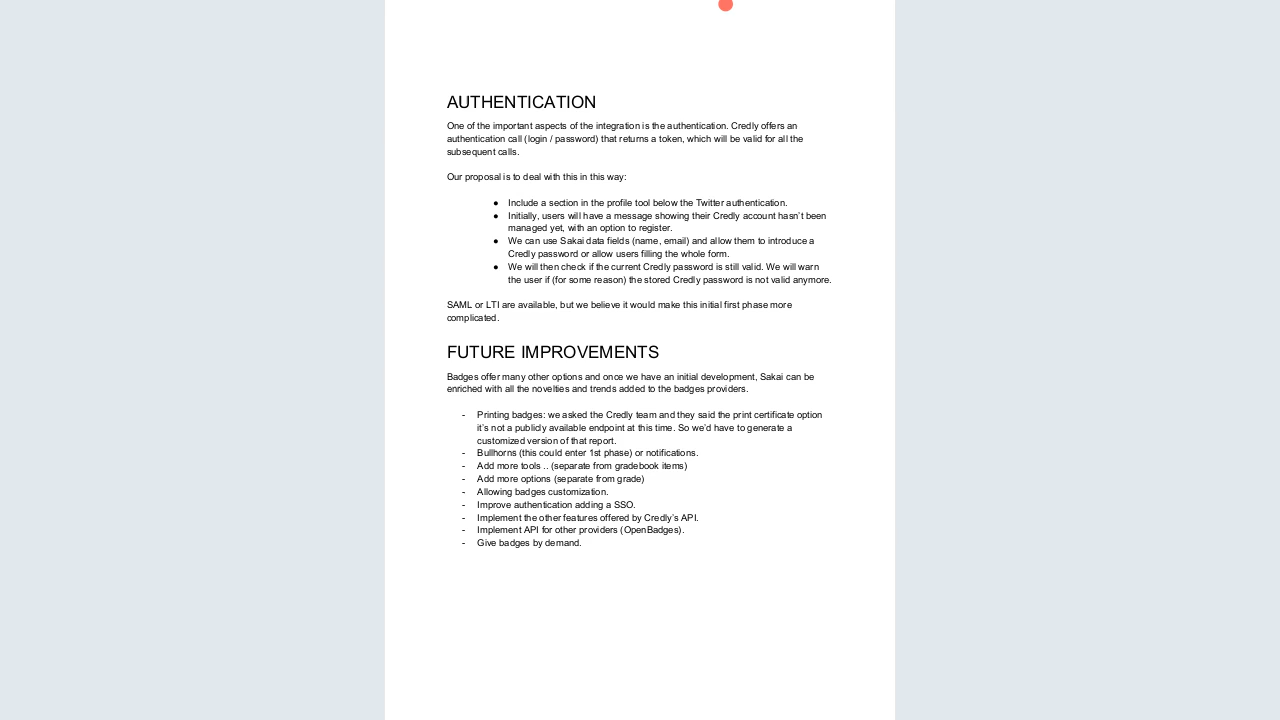 AUTHENTICATION
One of the important aspects of the integration is the authentication. Credly offers an
authentication call (login / password) that returns a token, which will be valid for all the
subsequent calls.
Our proposal is to deal with this in this way:
● Include a section in the profile tool below the Twitter authentication.
● Initially, users will have a message showing their Credly account hasn't been
managed yet, with an option to register.
● We can use Sakai data fields (name, email) and allow them to introduce a
Credly password or allow users filling the whole form.
● We will then check if the current Credly password is still valid. We will warn
the user if (for some reason) the stored Credly password is not valid anymore.
SAML or LTI are available, but we believe it would make this initial first phase more
complicated.
FUTURE IMPROVEMENTS
Badges offer many other options and once we have an initial development, Sakai can be
enriched with all the novelties and trends added to the badges providers.
- Printing badges: we asked the Credly team and they said the print certificate option
it's not a publicly available endpoint at this time. So we'd have to generate a
customized version of that report.
- Bullhorns (this could enter 1st phase) or notifications.
- Add more tools .. (separate from gradebook items)
- Add more options (separate from grade)
- Allowing badges customization.
- Improve authentication adding a SSO.
- Implement the other features offered by Credly's API.
- Implement API for other providers (OpenBadges).
- Give badges by demand.